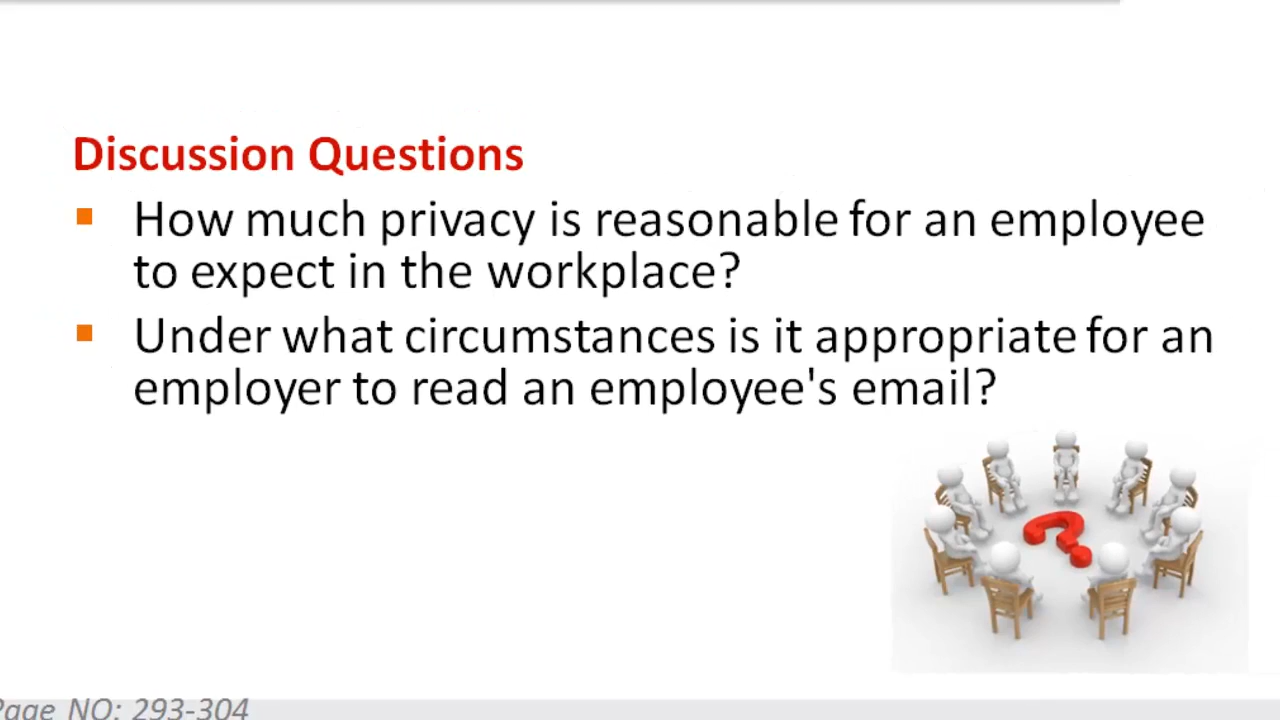 Discussion Questions
How much privacy is reasonable for an employee
to expect in the workplace?
Under what circumstances is it appropriate for an
employer to read an employee's email?
Page NO: 293-304